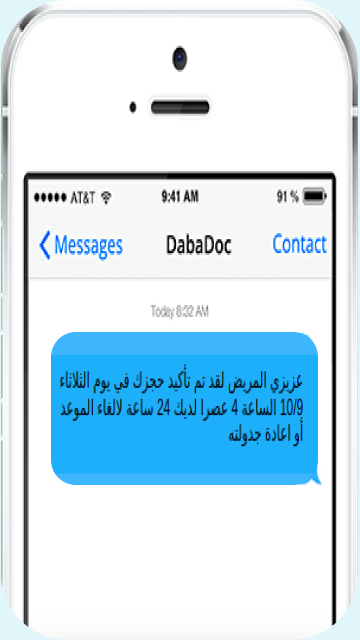 AT&T 9:41 AM 91 %
Messages DabaDoc Contact
Today 8:32 AM
عزيزي المريض لقد تم تأكيد حجزك في يوم الثلاثاء
10/9 الساعة 4 عصرا لديك 24 ساعة لالغاء الموعد
أو اعادة جدولته